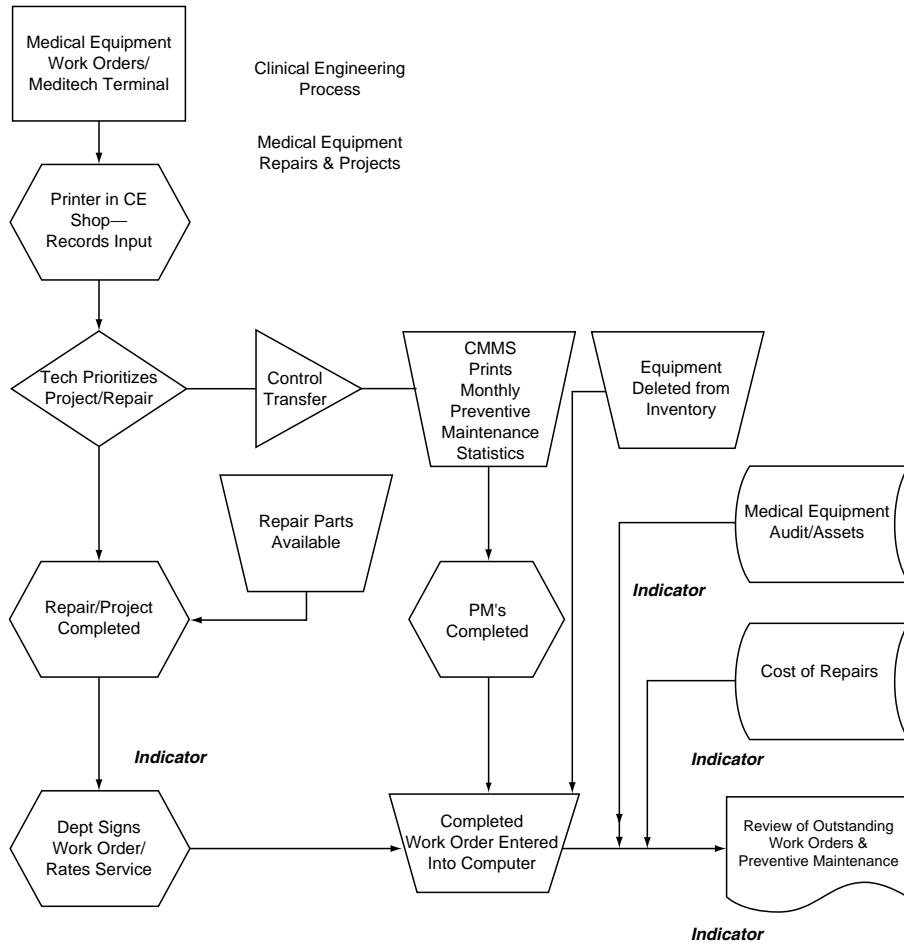 Medical Equipment
Work Orders/
Meditech Terminal
Clinical Engineering
Process
Medical Equipment
Repairs & Projects
Printer in CE
Shop—
Records Input
Tech Prioritizes
Project/Repair
Control
Transfer
CMMS
Prints
Monthly
Preventive
Maintenance
Statistics
Equipment
Deleted from
Inventory
Repair Parts
Available
Medical Equipment
Audit/Assets
Indicator
Repair/Project
Completed
PM's
Completed
Cost of Repairs
Indicator
Indicator
Dept Signs
Work Order/
Rates Service
Completed
Work Order Entered
Into Computer
Review of Outstanding
Work Orders &
Preventive Maintenance
Indicator